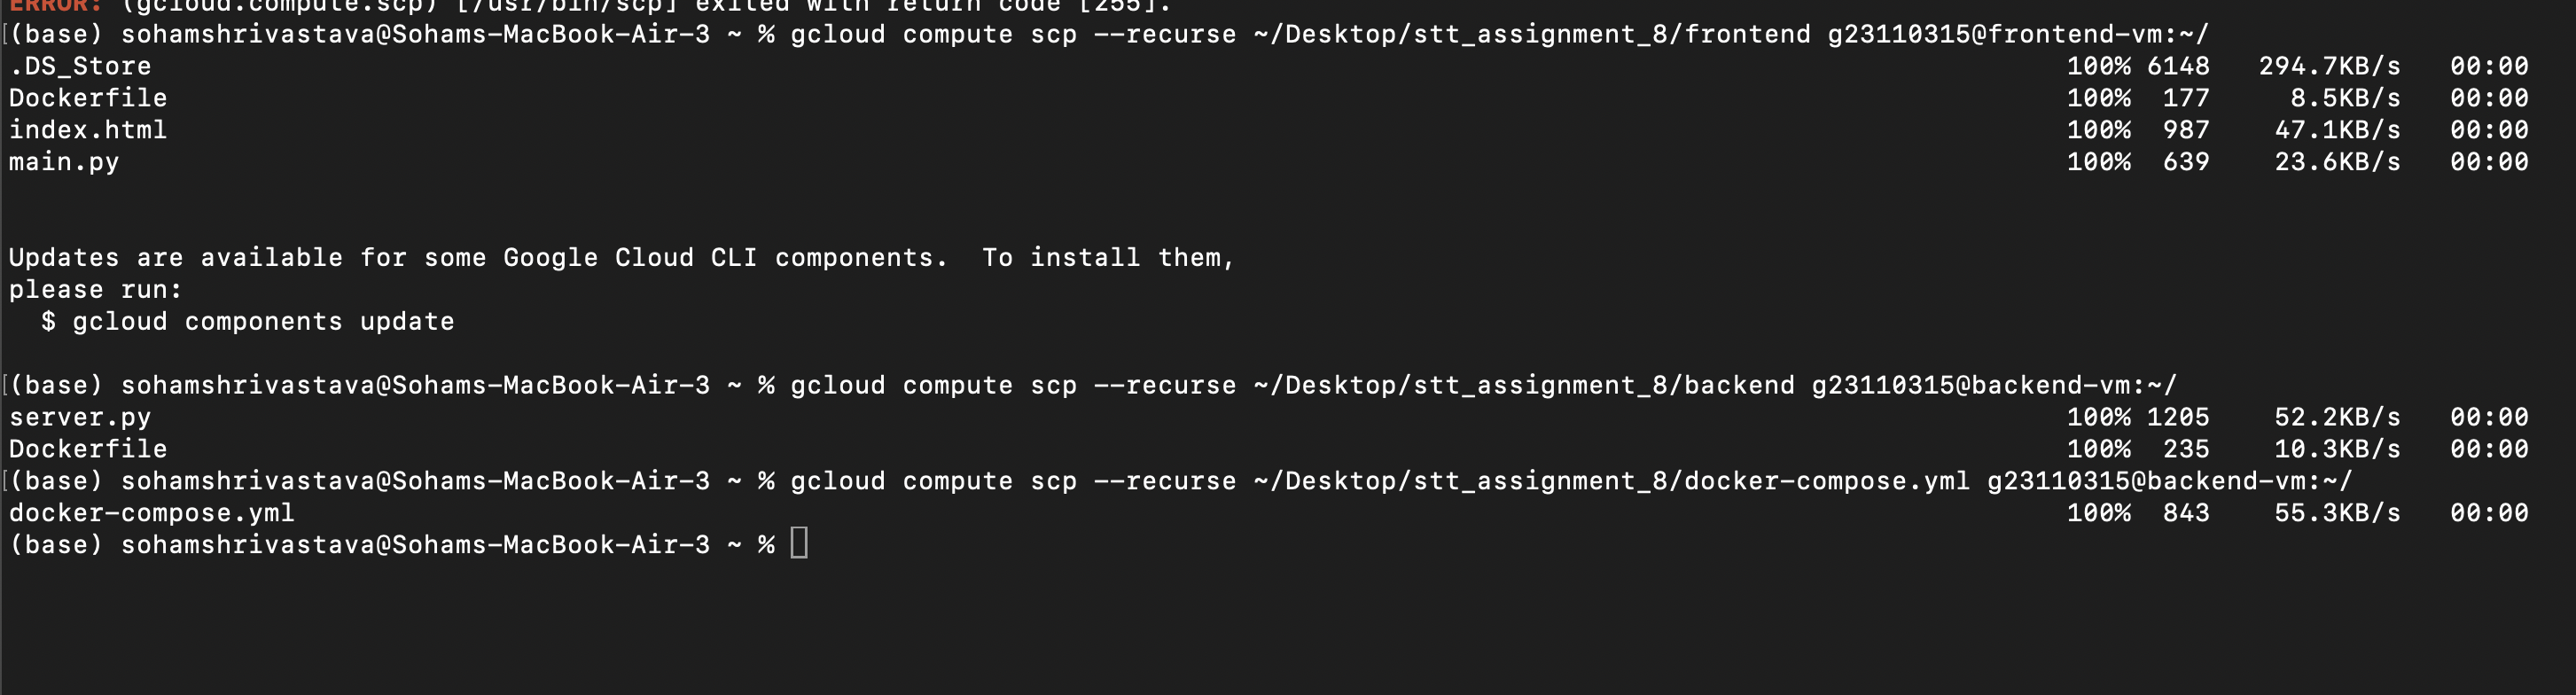 ERROR: (gcloud.compute.scp) [/usr/bin/scp] exited with return code [255].
[(base) sohamshrivastava@Sohams-MacBook-Air-3 ~ % gcloud compute scp --recurse ~/Desktop/stt_assignment_8/frontend g23110315@frontend-vm:~/
.DS_Store 100% 6148 294.7KB/s 00:00
Dockerfile 100% 177 8.5KB/s 00:00
index.html 100% 987 47.1KB/s 00:00
main.py 100% 639 23.6KB/s 00:00
Updates are available for some Google Cloud CLI components.  To install them,
please run:
  $ gcloud components update
[(base) sohamshrivastava@Sohams-MacBook-Air-3 ~ % gcloud compute scp --recurse ~/Desktop/stt_assignment_8/backend g23110315@backend-vm:~/
server.py 100% 1205 52.2KB/s 00:00
Dockerfile 100% 235 10.3KB/s 00:00
[(base) sohamshrivastava@Sohams-MacBook-Air-3 ~ % gcloud compute scp --recurse ~/Desktop/stt_assignment_8/docker-compose.yml g23110315@backend-vm:~/
docker-compose.yml 100% 843 55.3KB/s 00:00
(base) sohamshrivastava@Sohams-MacBook-Air-3 ~ %